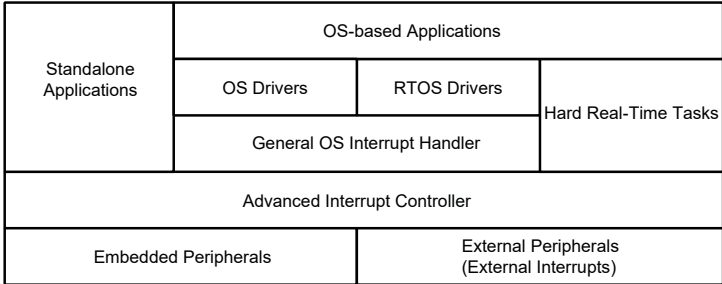 OS-based Applications
Standalone
Applications
OS Drivers
RTOS Drivers
Hard Real-Time Tasks
General OS Interrupt Handler
Advanced Interrupt Controller
Embedded Peripherals
External Peripherals
(External Interrupts)